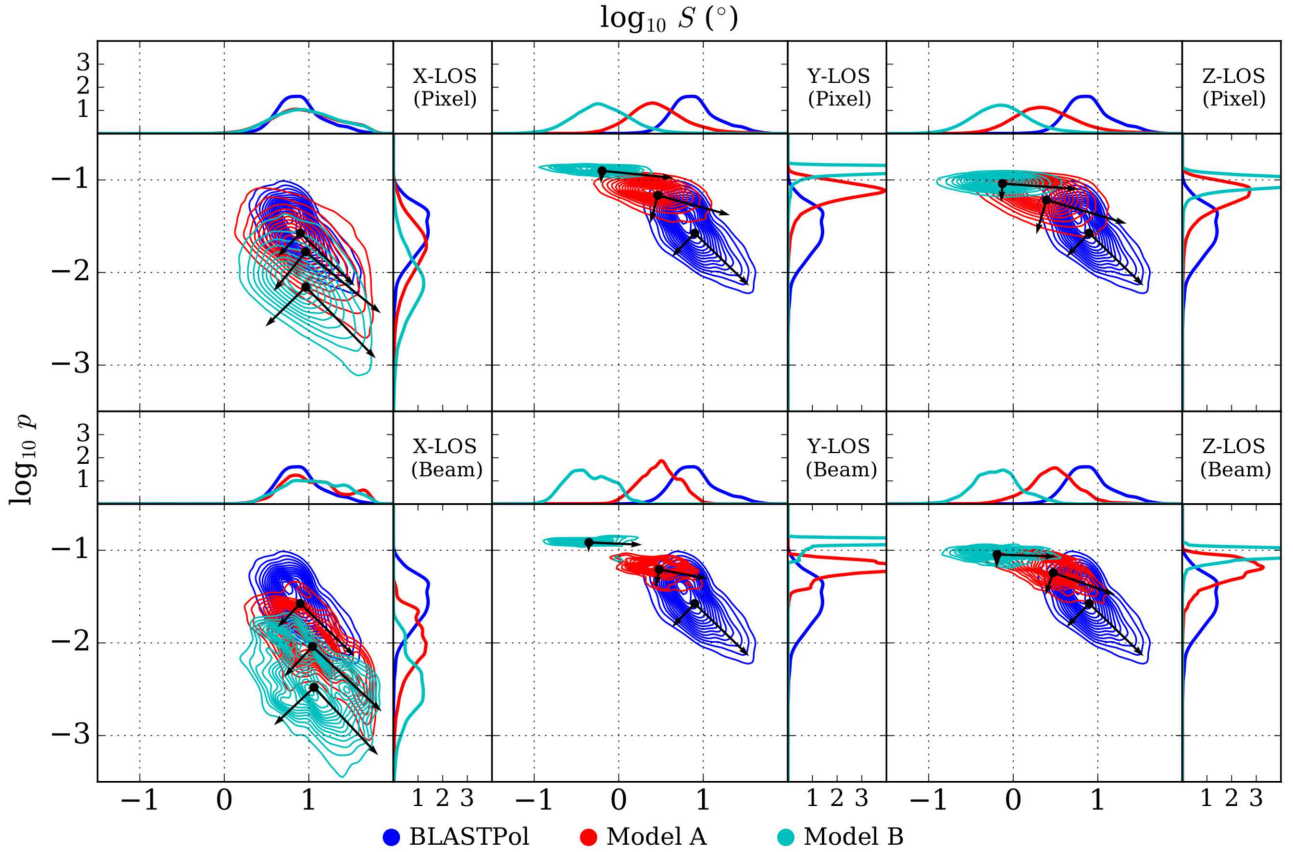 log₁₀ S (°)
3
2
1
X-LOS
(Pixel)
Y-LOS
(Pixel)
Z-LOS
(Pixel)
−1
−2
−3
log₁₀ p
3
2
1
X-LOS
(Beam)
Y-LOS
(Beam)
Z-LOS
(Beam)
−1
−2
−3
−1 0 1 1 2 3 −1 0 1 1 2 3 −1 0 1 1 2 3
BLASTPol Model A Model B